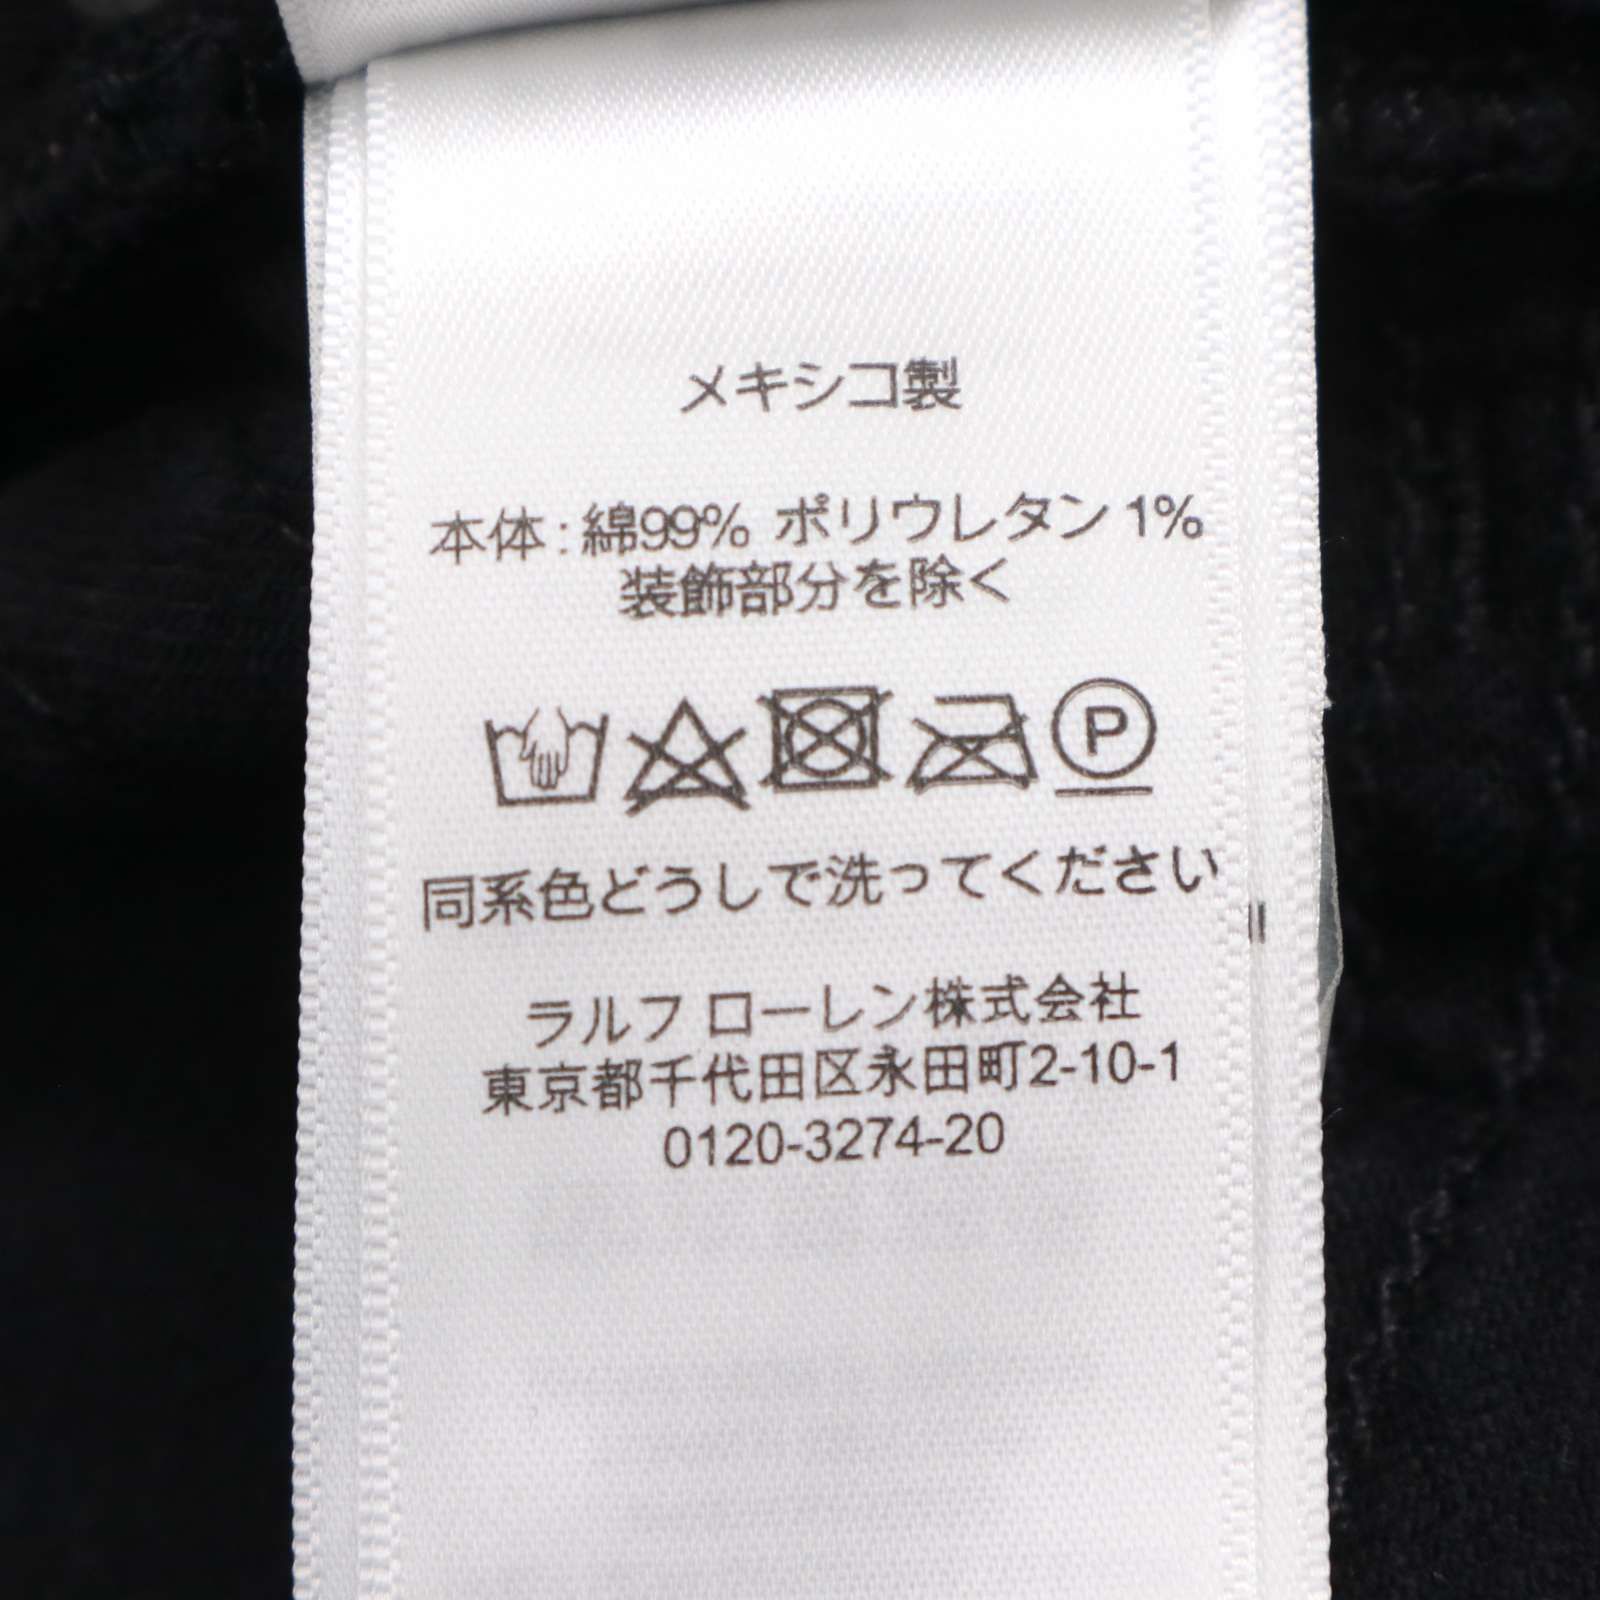 メキシコ製
本体:綿99% ポリウレタン1%
装飾部分を除く
P
同系色どうしで洗ってください
ラルフ ローレン株式会社
東京都千代田区永田町2-10-1
0120-3274-20